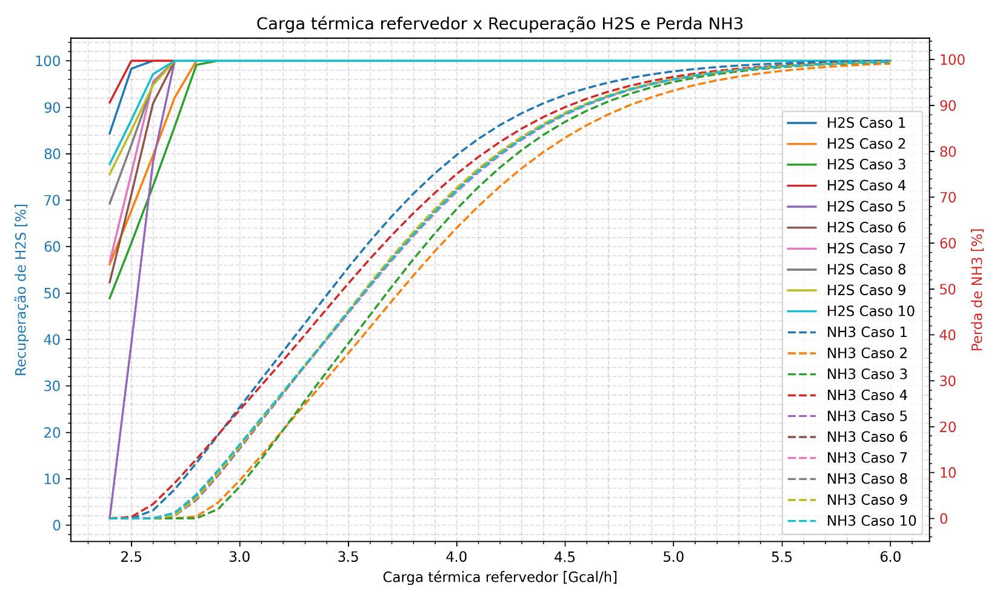 Carga térmica refervedor x Recuperação H2S e Perda NH3
Recuperação de H2S [%]
100
90
80
70
60
50
40
30
20
10
0
100
90
80
70
60
50
40
30
20
10
0
Perda de NH3 [%]
H2S Caso 1
H2S Caso 2
H2S Caso 3
H2S Caso 4
H2S Caso 5
H2S Caso 6
H2S Caso 7
H2S Caso 8
H2S Caso 9
H2S Caso 10
NH3 Caso 1
NH3 Caso 2
NH3 Caso 3
NH3 Caso 4
NH3 Caso 5
NH3 Caso 6
NH3 Caso 7
NH3 Caso 8
NH3 Caso 9
NH3 Caso 10
2.5 3.0 3.5 4.0 4.5 5.0 5.5 6.0
Carga térmica refervedor [Gcal/h]